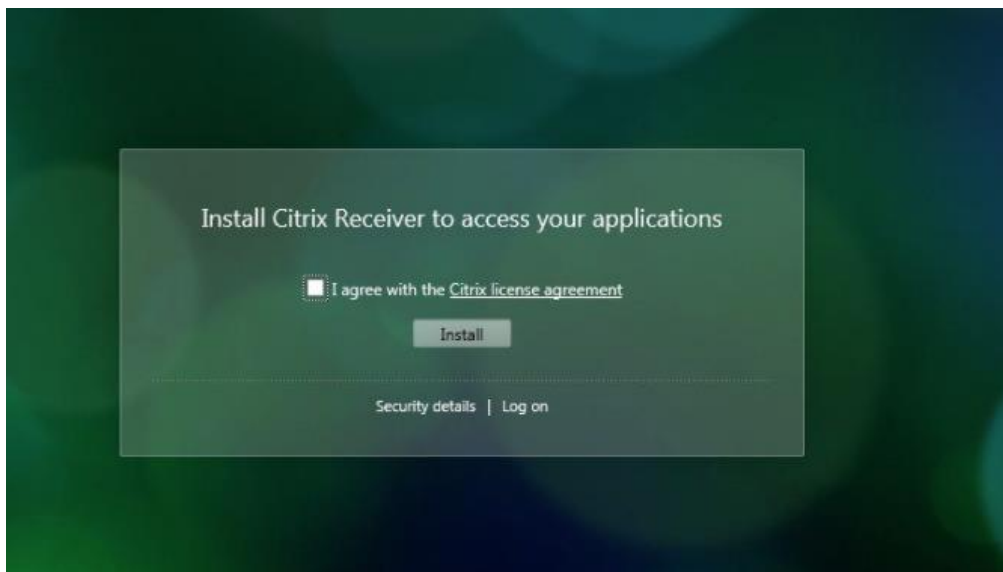 Install Citrix Receiver to access your applications
I agree with the Citrix license agreement
Install
Security details | Log on